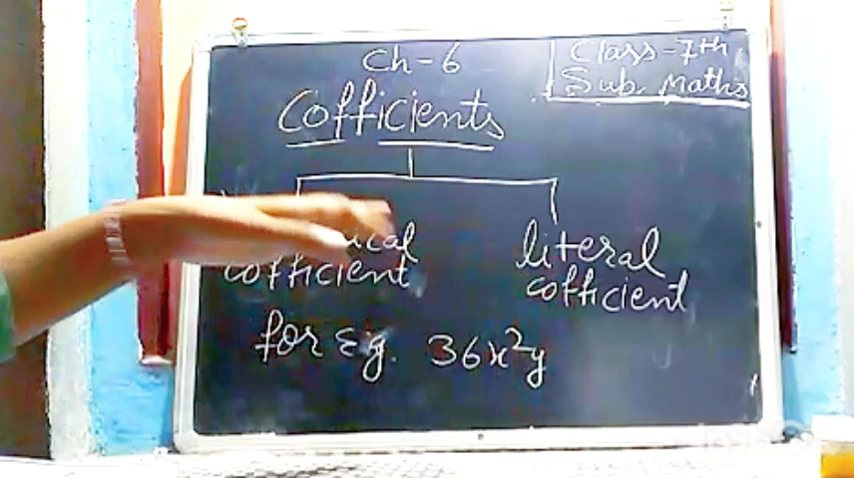 Ch-6
Class-7th
Sub Maths
Cofficients
literal
cofficient
cofficient
for Eg. 36x²y